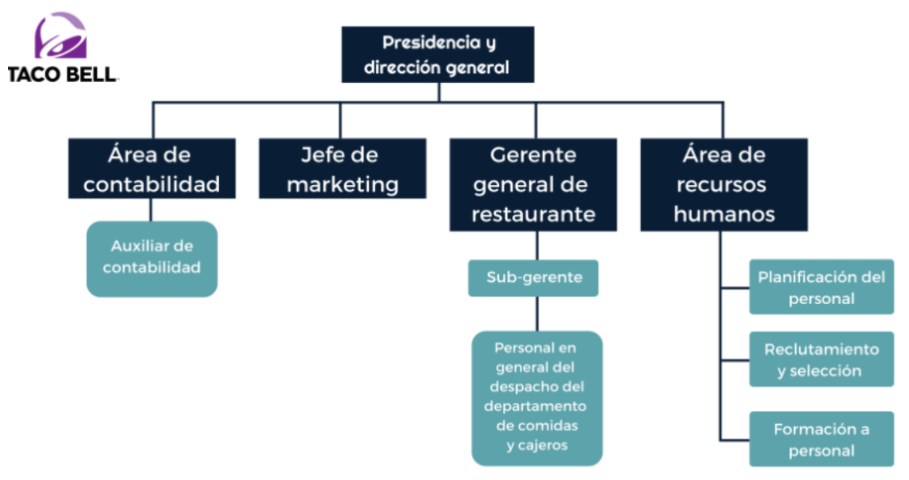 TACO BELL
Presidencia y
dirección general
Área de
contabilidad
Jefe de
marketing
Gerente
general de
restaurante
Área de
recursos
humanos
Auxiliar de
contabilidad
Sub-gerente
Personal en
general del
despacho del
departamento
de comidas
y cajeros
Planificación del
personal
Reclutamiento
y selección
Formación a
personal